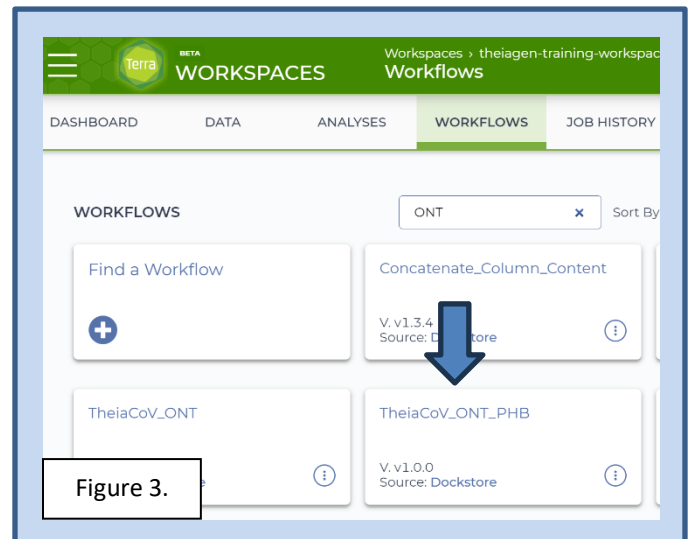 Terra
BETA
WORKSPACES
Workspaces › theiagen-training-workspac
Workflows
DASHBOARD DATA ANALYSES WORKFLOWS JOB HISTORY
WORKFLOWS
ONT × Sort By
Find a Workflow
Concatenate_Column_Content
V. v1.3.4
Source:
TheiaCoV_ONT
TheiaCoV_ONT_PHB
V. v1.0.0
Source: Dockstore
Figure 3.